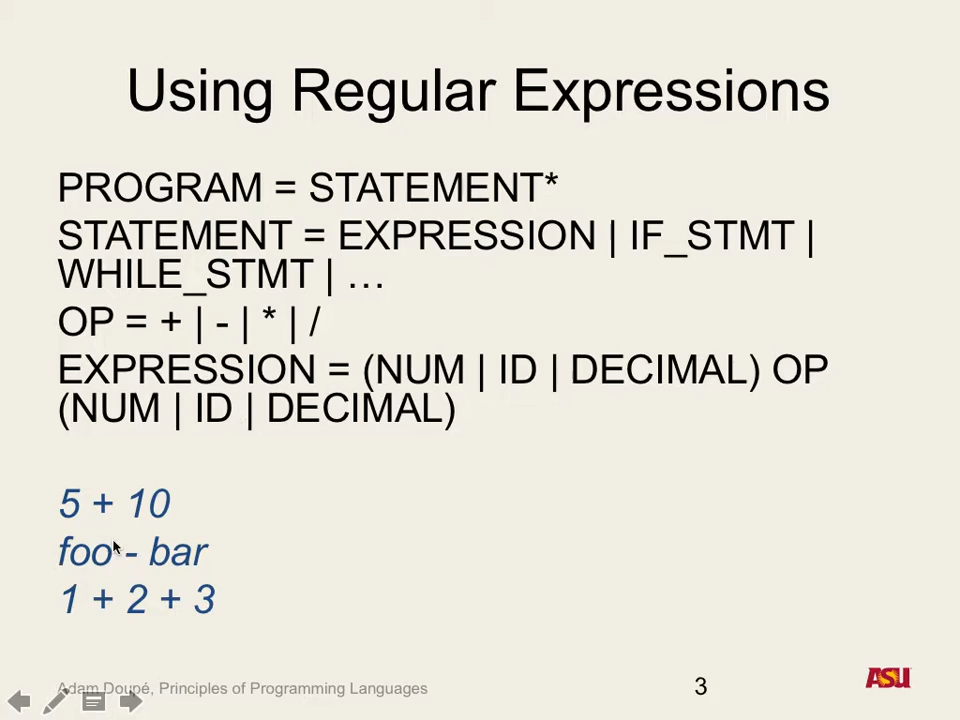 Using Regular Expressions
PROGRAM = STATEMENT*
STATEMENT = EXPRESSION | IF_STMT |
WHILE_STMT | …
OP = + | - | * | /
EXPRESSION = (NUM | ID | DECIMAL) OP
(NUM | ID | DECIMAL)
5 + 10
foo - bar
1 + 2 + 3
Adam Doupé, Principles of Programming Languages
3
ASU